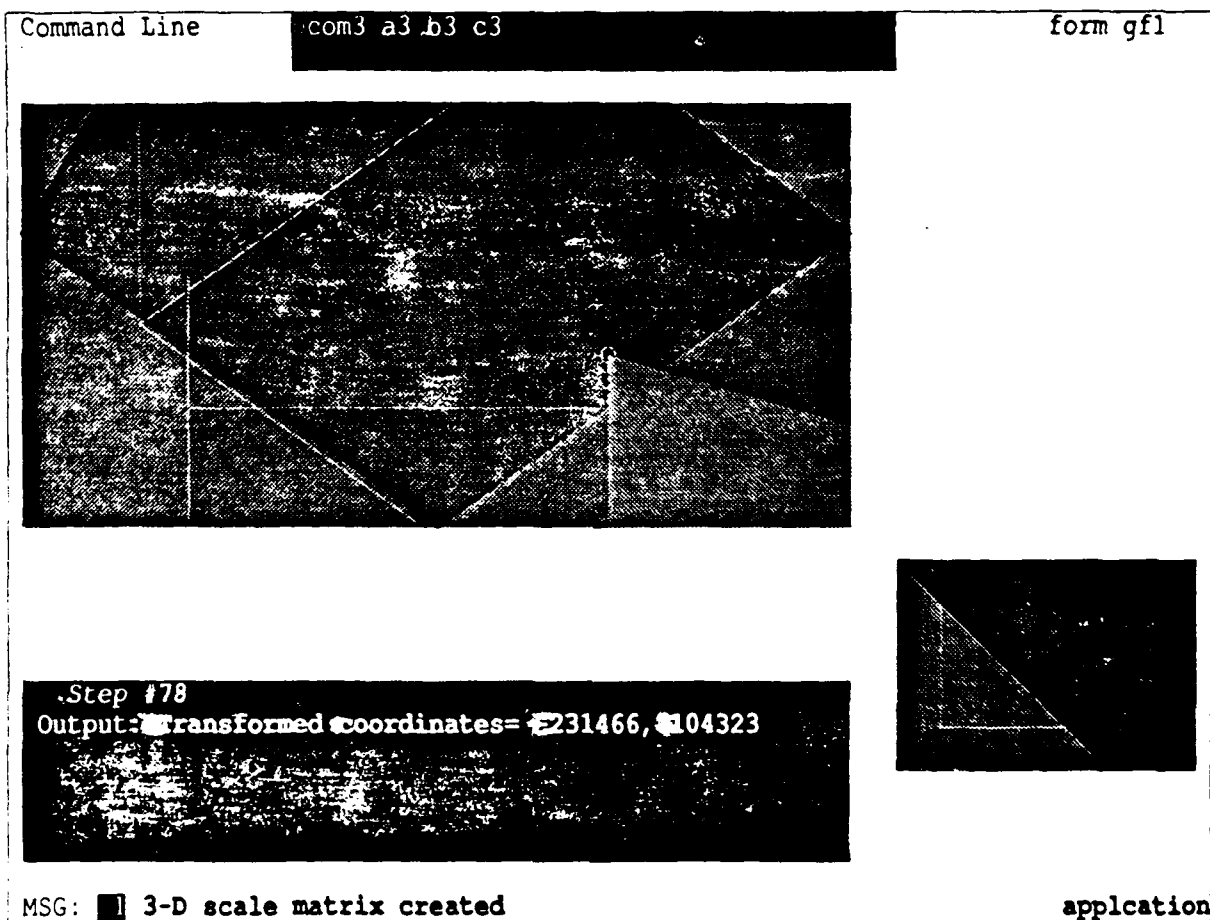 Command Line com3 a3 b3 c3 form gf1
Step #78
Output: Transformed coordinates= 231466, 104323
MSG: 3-D scale matrix created applcation